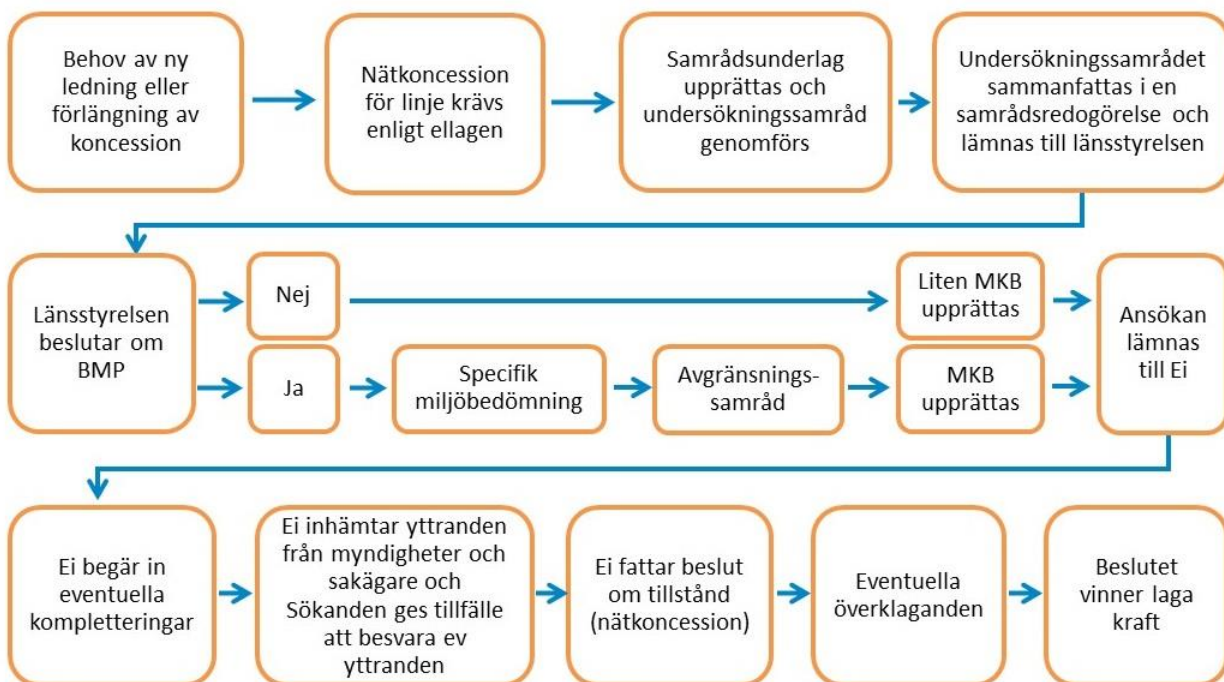 Behov av ny
ledning eller
förlängning av
koncession
Nätkoncession
för linje krävs
enligt ellagen
Samrådsunderlag
upprättas och
undersökningssamråd
genomförs
Undersökningssamrådet
sammanfattas i en
samrådsredogörelse och
lämnas till länsstyrelsen
Länsstyrelsen
beslutar om
BMP
Nej
Liten MKB
upprättas
Ja
Specifik
miljöbedömning
Avgränsnings-
samråd
MKB
upprättas
Ansökan
lämnas
till Ei
Ei begär in
eventuella
kompletteringar
Ei inhämtar yttranden
från myndigheter och
sakägare och
Sökanden ges tillfälle
att besvara ev
yttranden
Ei fattar beslut
om tillstånd
(nätkoncession)
Eventuella
överklaganden
Beslutet
vinner laga
kraft